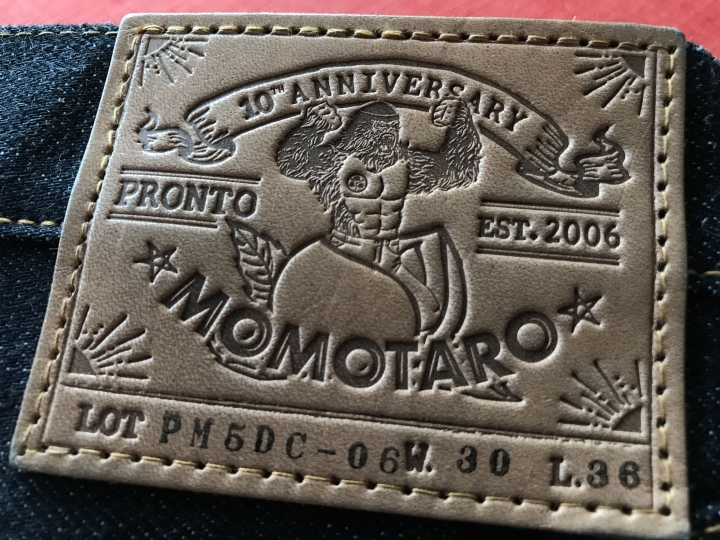 10TH ANNIVERSARY
PRONTO
EST. 2006
MOMOTARO
LOT PM5DC-06 W. 30 L.36